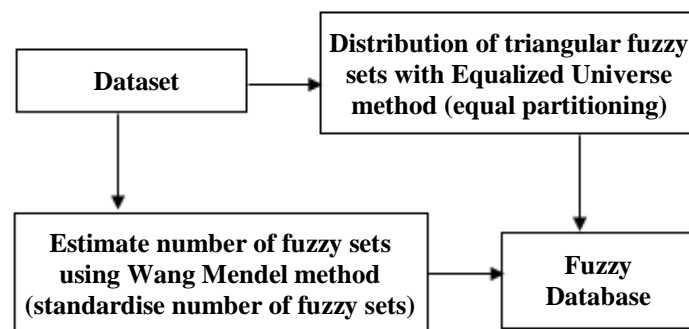 Dataset
Distribution of triangular fuzzy
sets with Equalized Universe
method (equal partitioning)
Estimate number of fuzzy sets
using Wang Mendel method
(standardise number of fuzzy sets)
Fuzzy
Database